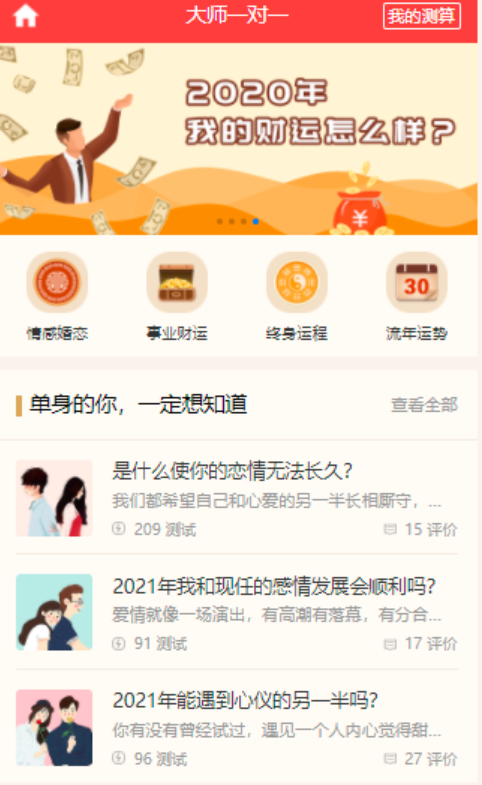 大师一对一
我的测算
2020年
我的财运怎么样？
¥
情感婚恋
事业财运
30
终身运程
流年运势
单身的你，一定想知道
查看全部
是什么使你的恋情无法长久？
我们都希望自己和心爱的另一半长相厮守，...
209 测试
15 评价
2021年我和现任的感情发展会顺利吗？
爱情就像一场演出，有高潮有落幕，有分合...
91 测试
17 评价
2021年能遇到心仪的另一半吗？
你有没有曾经试过，遇见一个人内心觉得甜...
96 测试
27 评价